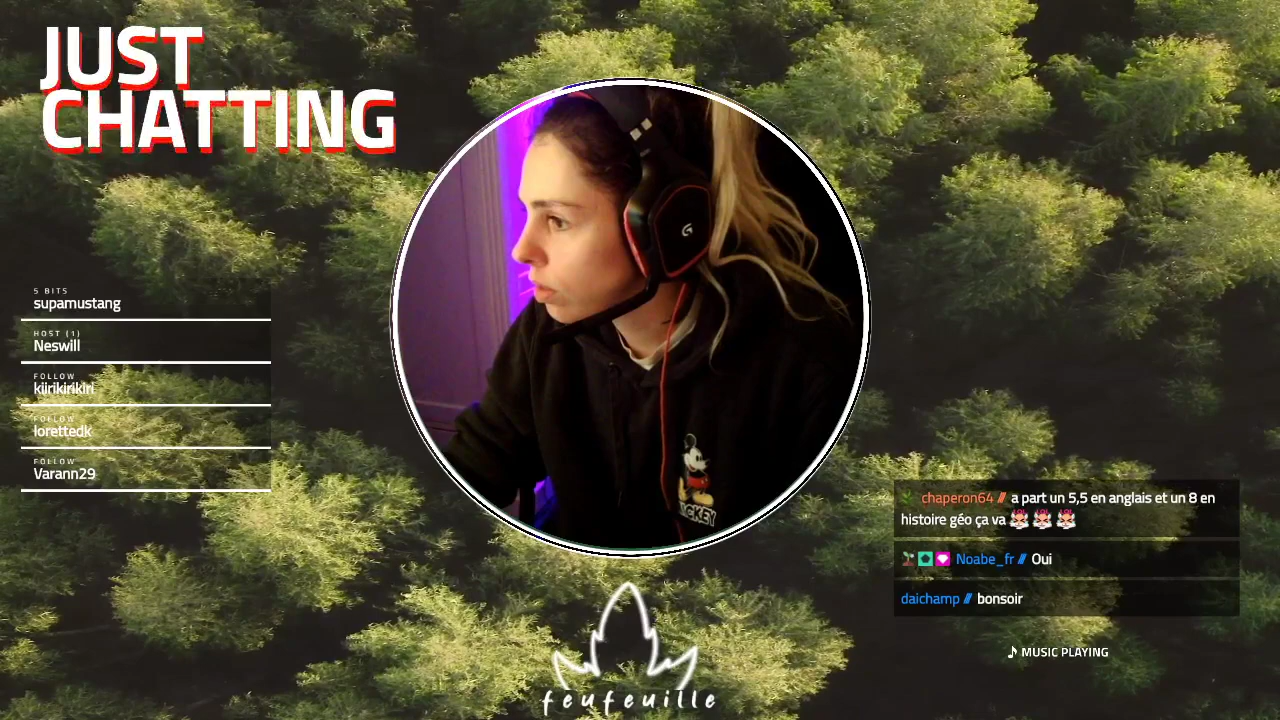 JUST
CHATTING
5 BITS
supamustang
HOST (1)
Neswill
FOLLOW
kiirikirikiri
FOLLOW
lorettedk
FOLLOW
Varann29
MICKEY
chaperon64 // a part un 5,5 en anglais et un 8 en
histoire géo ça va
Noabe_fr // Oui
daichamp // bonsoir
♪ MUSIC PLAYING
feufeuille